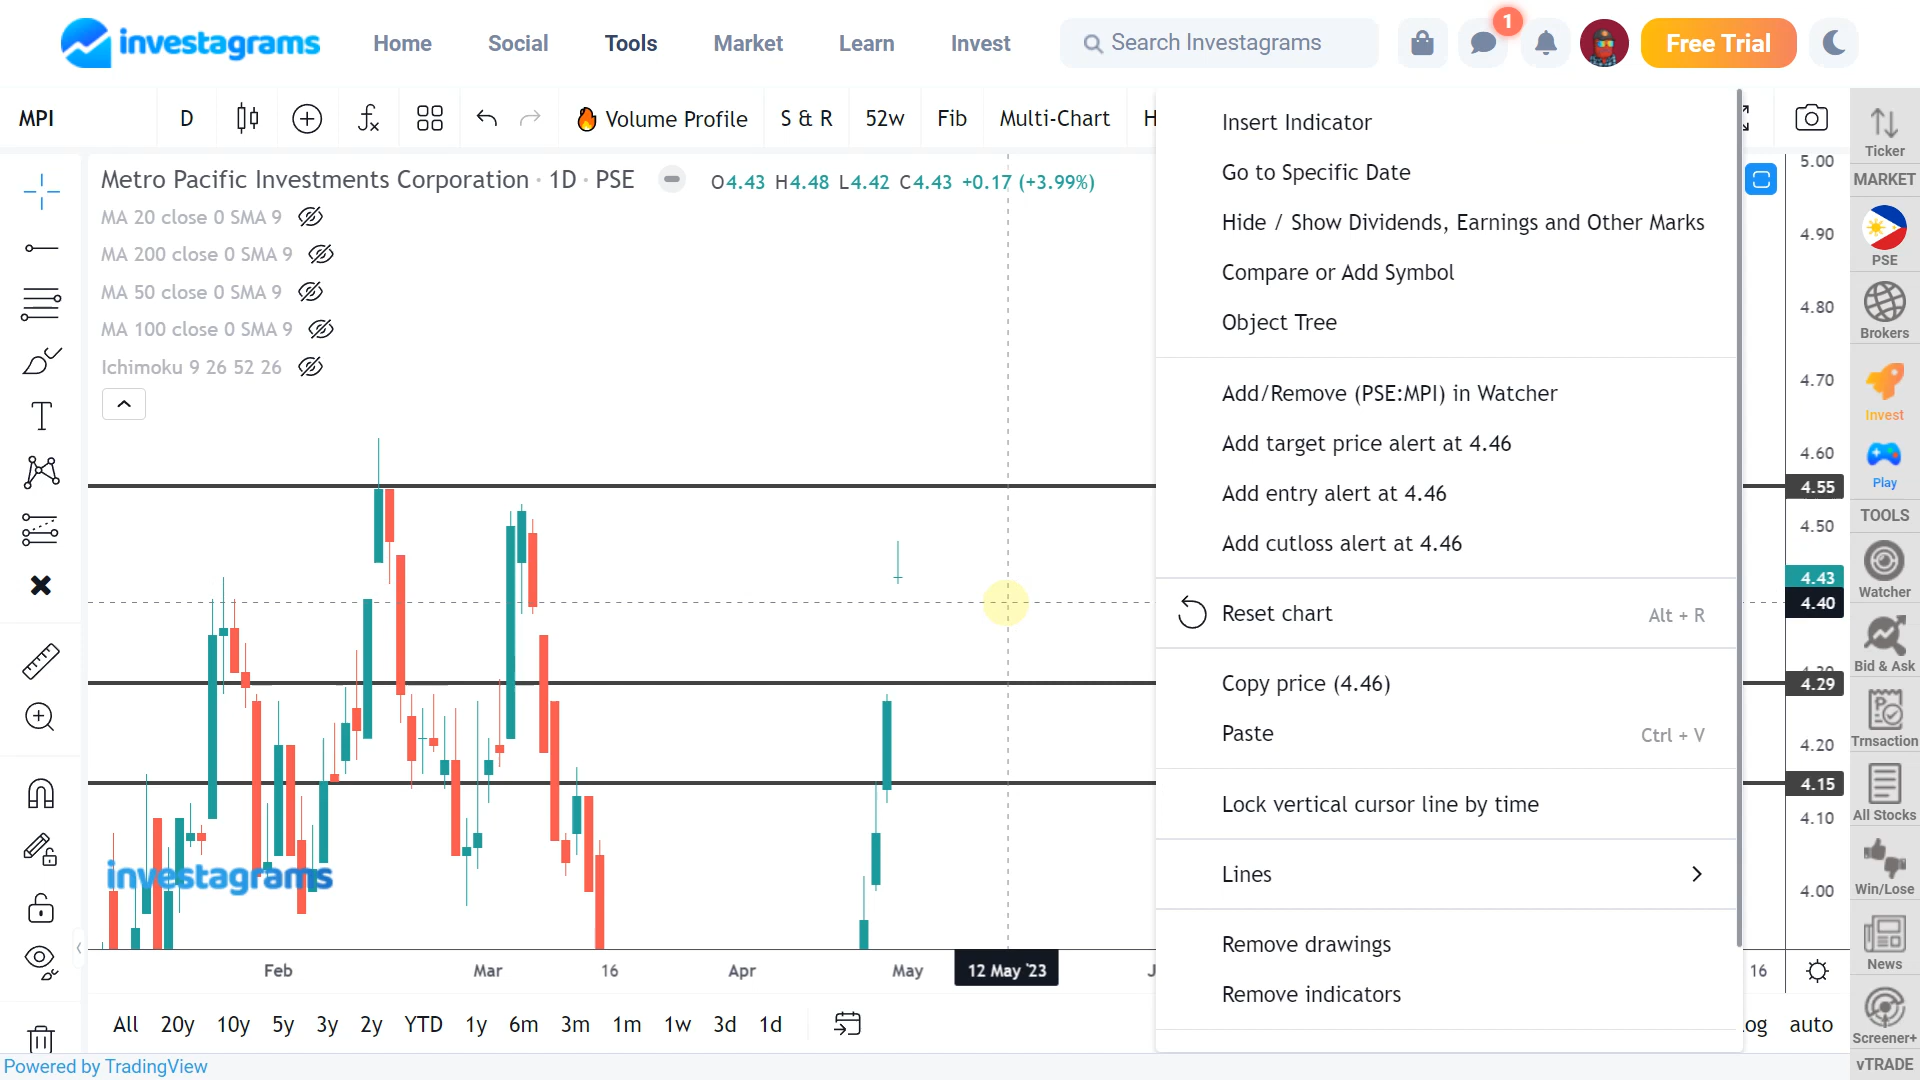 investagrams
Home
Social
Tools
Market
Learn
Invest
Search Investagrams
1
Free Trial
MPI
D
Volume Profile
S & R
52w
Fib
Multi-Chart
H
Metro Pacific Investments Corporation · 1D · PSE
O4.43 H4.48 L4.42 C4.43 +0.17 (+3.99%)
MA 20 close 0 SMA 9
MA 200 close 0 SMA 9
MA 50 close 0 SMA 9
MA 100 close 0 SMA 9
Ichimoku 9 26 52 26
investagrams
Insert Indicator
Go to Specific Date
Hide / Show Dividends, Earnings and Other Marks
Compare or Add Symbol
Object Tree
Add/Remove (PSE:MPI) in Watcher
Add target price alert at 4.46
Add entry alert at 4.46
Add cutloss alert at 4.46
Reset chart Alt + R
Copy price (4.46)
Paste Ctrl + V
Lock vertical cursor line by time
Lines
Remove drawings
Remove indicators
5.00
4.90
4.80
4.70
4.60
4.55
4.50
4.43
4.40
4.29
4.20
4.15
4.10
4.00
Feb
Mar
16
Apr
May
12 May '23
16
All
20y
10y
5y
3y
2y
YTD
1y
6m
3m
1m
1w
3d
1d
auto
Powered by TradingView
Ticker
MARKET
PSE
Brokers
Invest
Play
TOOLS
Watcher
Bid & Ask
Trnsaction
All Stocks
Win/Lose
News
Screener+
vTRADE